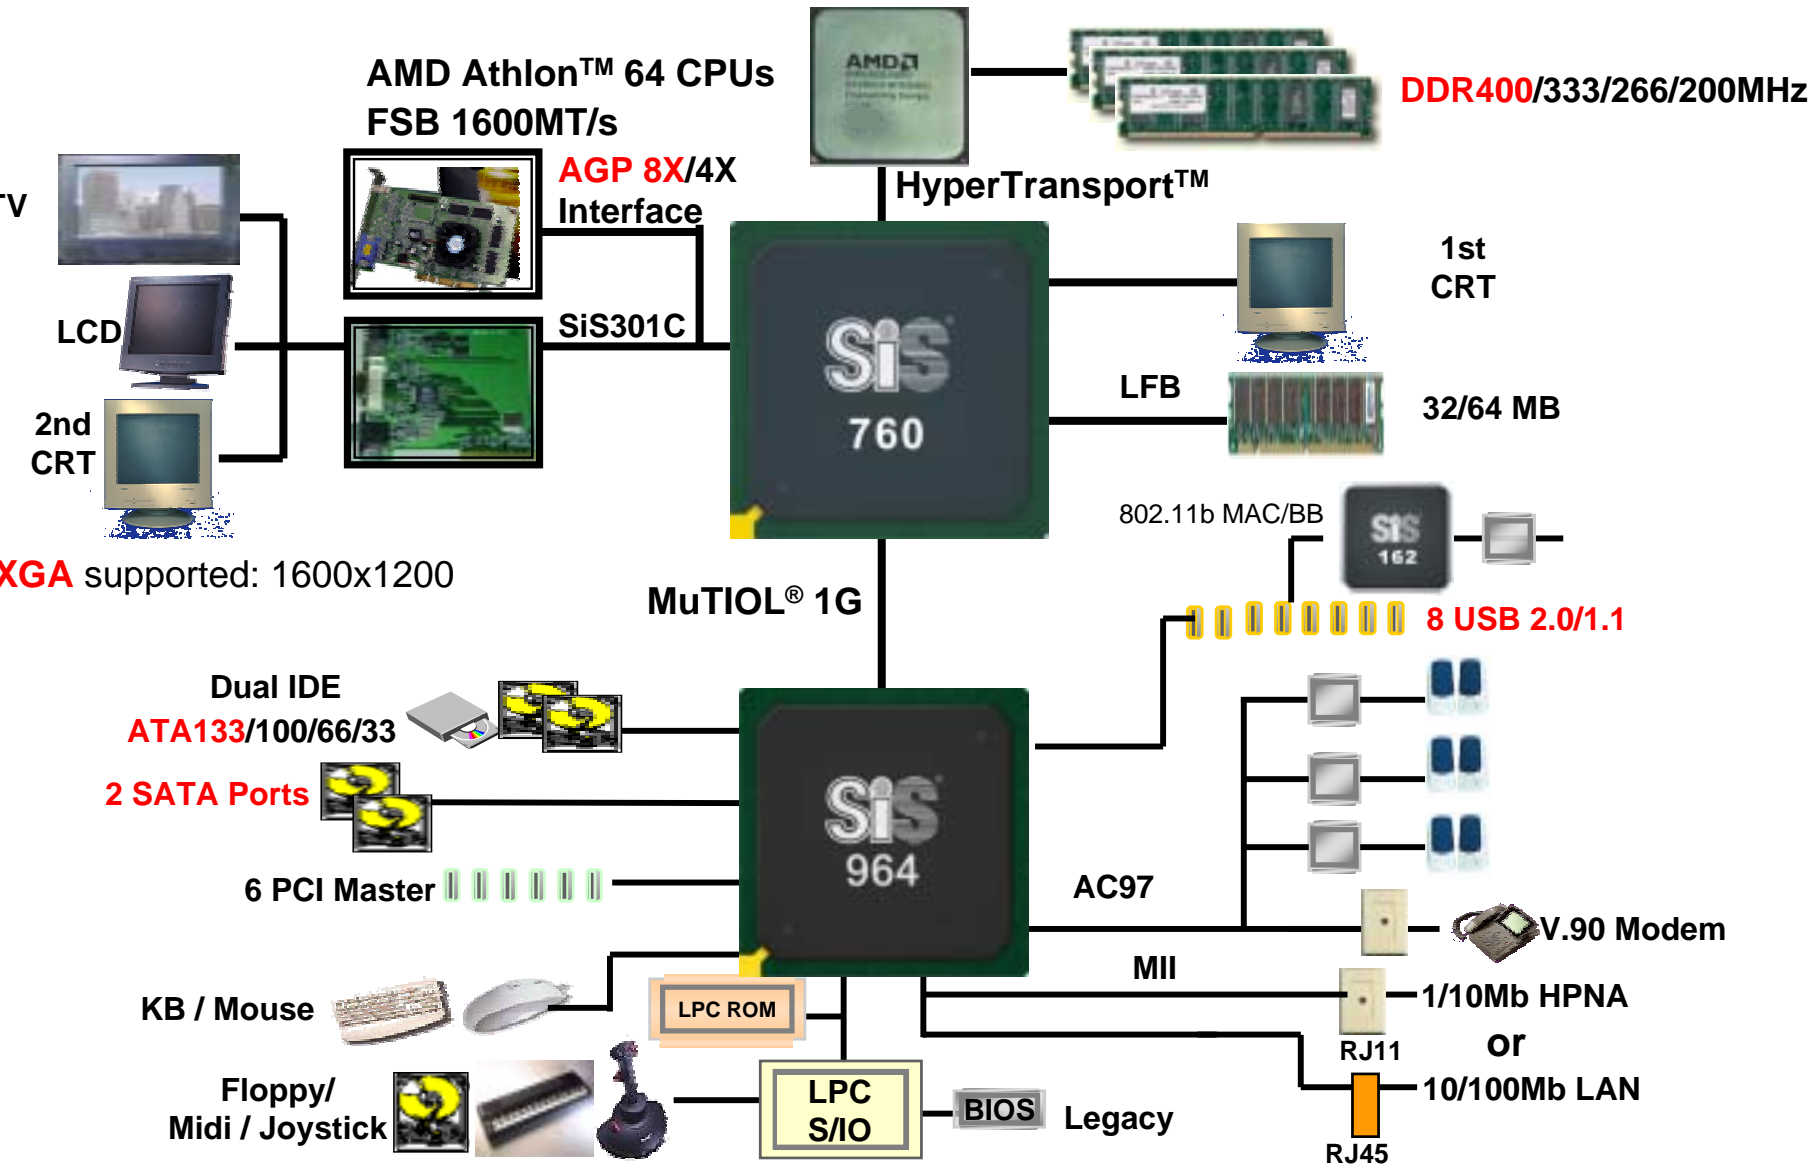 AMD
AMD Athlon™ 64 CPUs
FSB 1600MT/s
DDR400/333/266/200MHz
AGP 8X/4X
Interface
HyperTransport™
TV
1st
CRT
LCD
SiS301C
SiS
760
LFB
32/64 MB
2nd
CRT
802.11b MAC/BB
SiS
162
XGA supported: 1600x1200
MuTIOL® 1G
8 USB 2.0/1.1
Dual IDE
ATA133/100/66/33
2 SATA Ports
SiS
964
6 PCI Master
AC97
V.90 Modem
MII
KB / Mouse
LPC ROM
1/10Mb HPNA
RJ11
or
Floppy/
Midi / Joystick
LPC
S/IO
BIOS
Legacy
10/100Mb LAN
RJ45